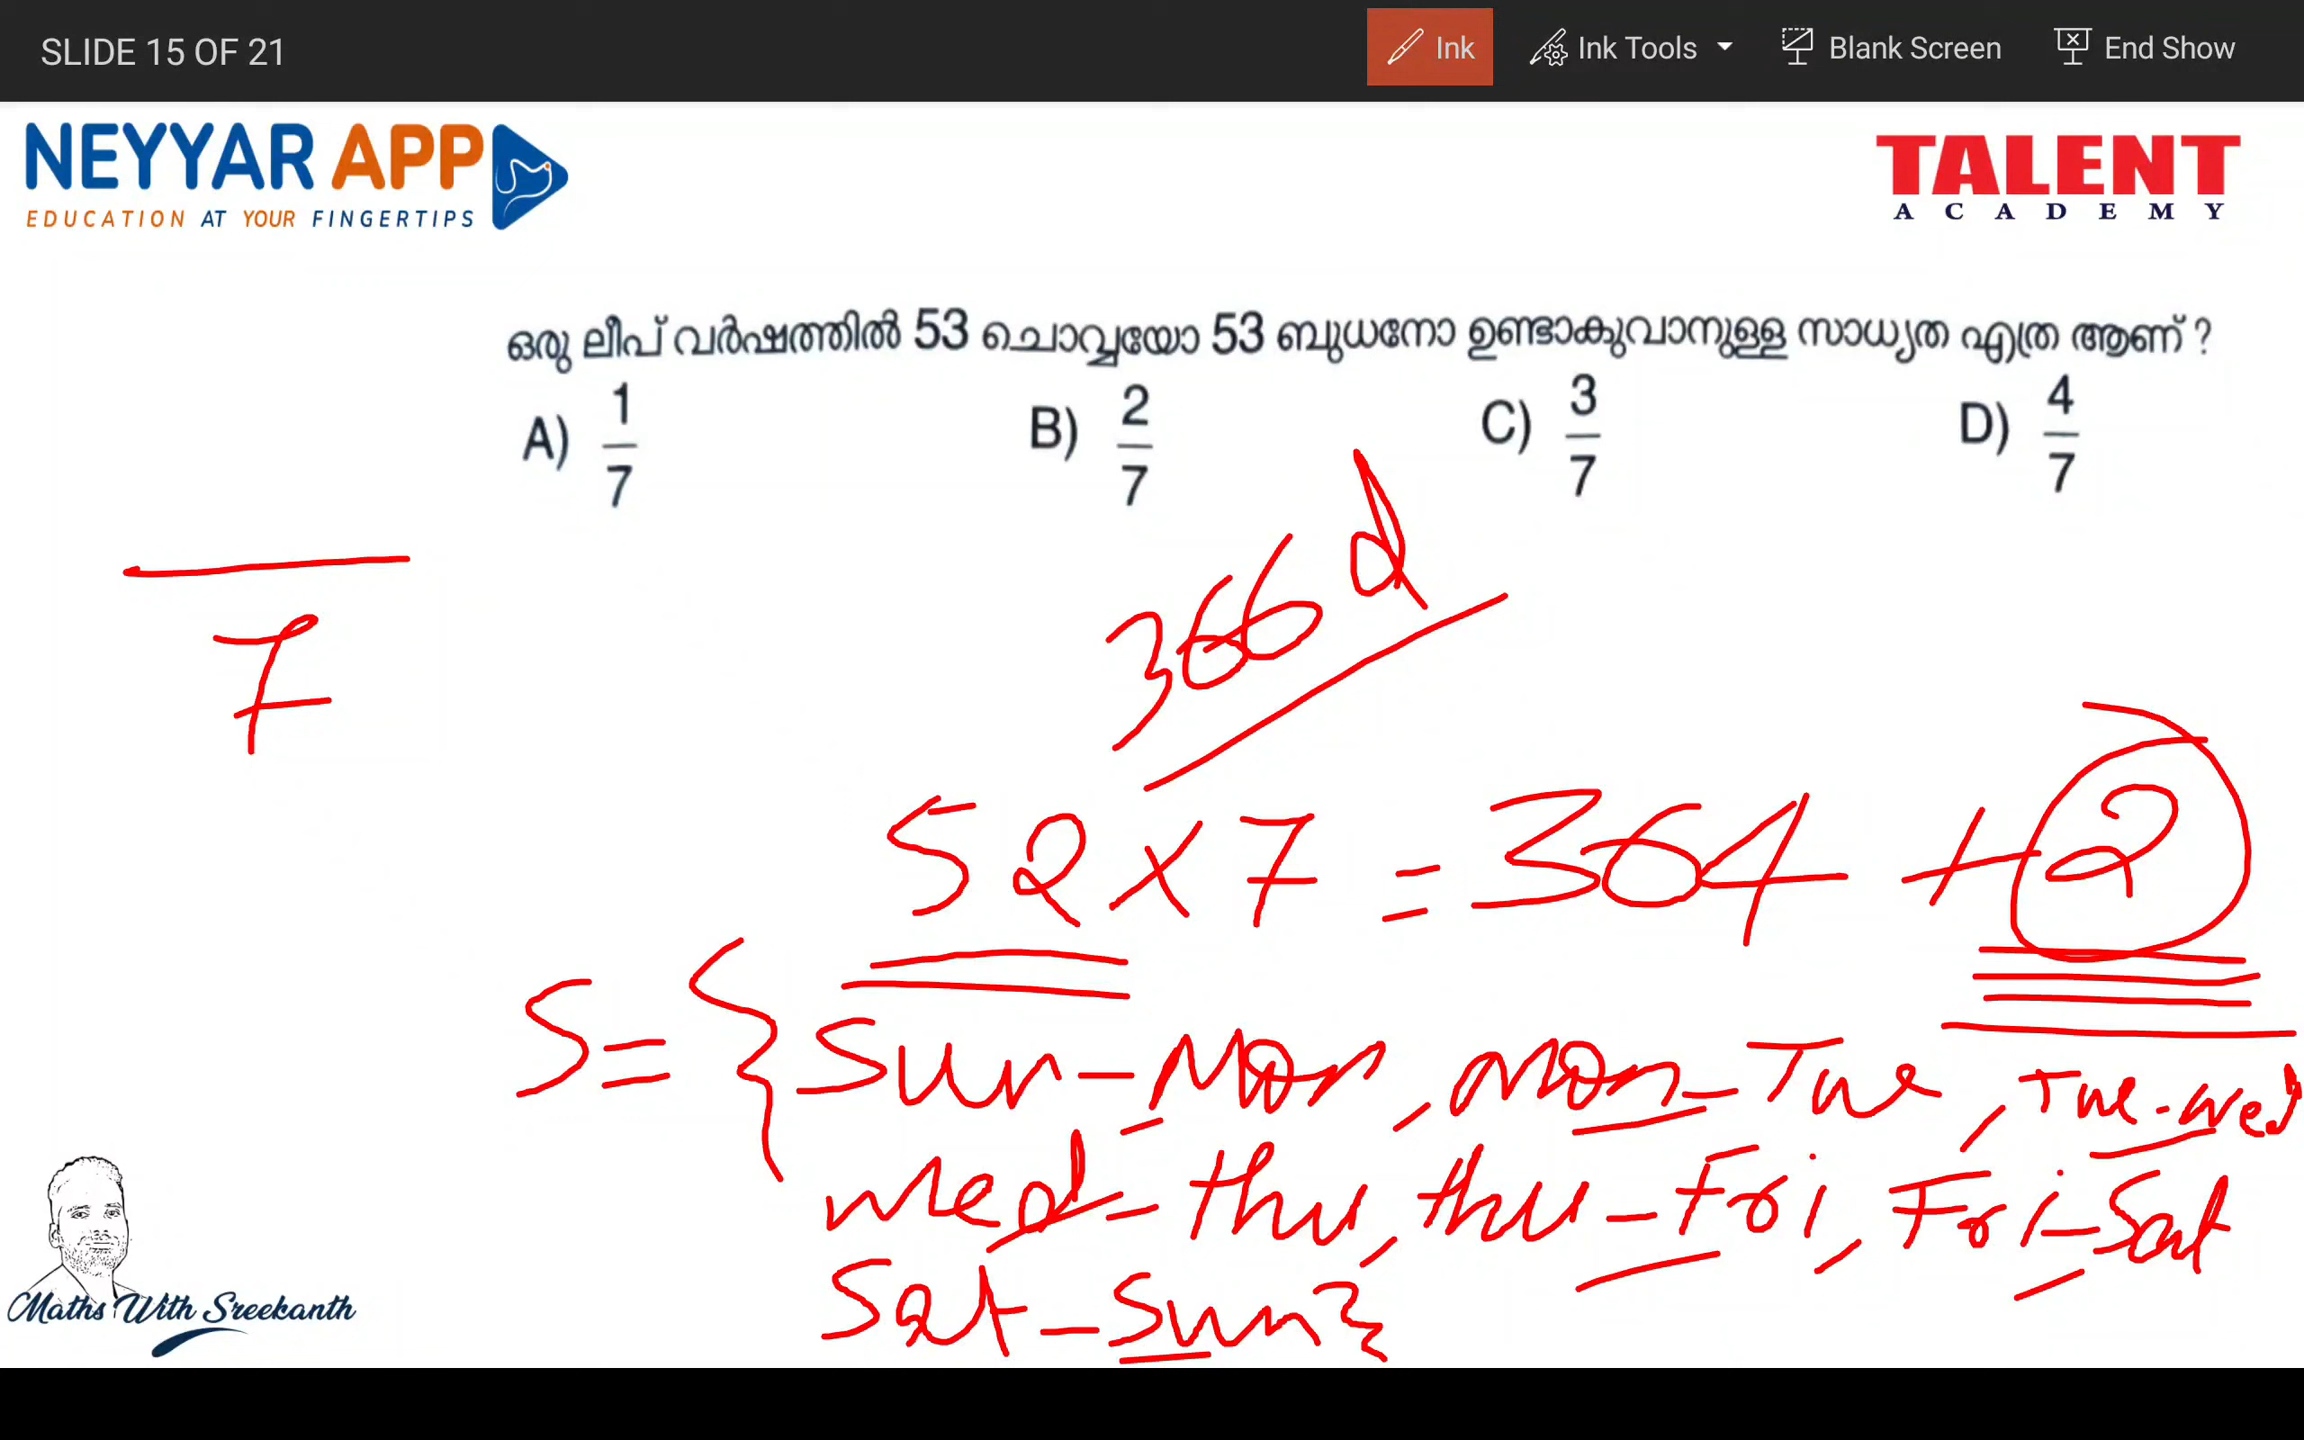 SLIDE 15 OF 21
Ink
Ink Tools
Blank Screen
End Show
NEYYAR APP
EDUCATION AT YOUR FINGERTIPS
TALENT
ACADEMY
ഒരു ലീപ് വർഷത്തിൽ 53 ചൊവ്വയോ 53 ബുധനോ ഉണ്ടാകുവാനുള്ള സാധ്യത എത്ര ആണ് ?
A) 1/7
B) 2/7
C) 3/7
D) 4/7
7
366 d
52 x 7 = 364 + 2
S = { Sun - Mon, Mon - Tue, Tue - Wed
Wed - thu, thu - Fri, Fri - Sat
Sat - Sun }
Maths With Sreekanth